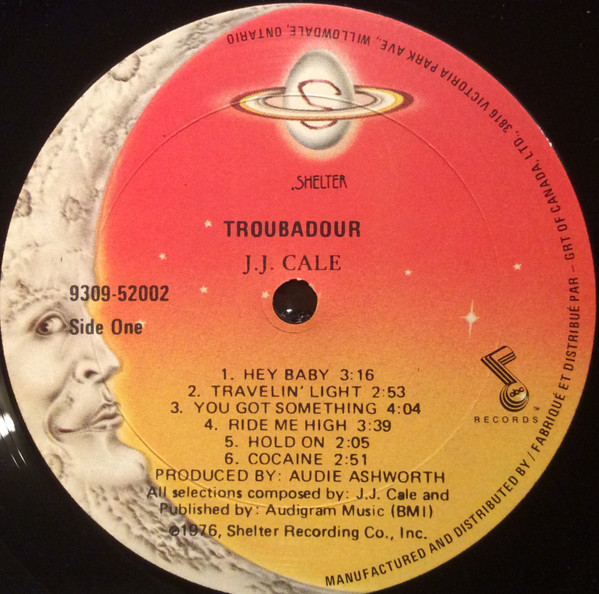 S
SHELTER
TROUBADOUR
J.J. CALE
9309-52002
Side One
1. HEY BABY 3:16
2. TRAVELIN' LIGHT 2:53
3. YOU GOT SOMETHING 4:04
4. RIDE ME HIGH 3:39
5. HOLD ON 2:05
6. COCAINE 2:51
PRODUCED BY: AUDIE ASHWORTH
All selections composed by: J.J. Cale and
Published by: Audigram Music (BMI)
©1976, Shelter Recording Co., Inc.
abc
RECORDS™
MANUFACTURED AND DISTRIBUTED BY / FABRIQUÉ ET DISTRIBUÉ PAR – GRT OF CANADA, LTD., 3816 VICTORIA PARK AVE., WILLOWDALE, ONTARIO